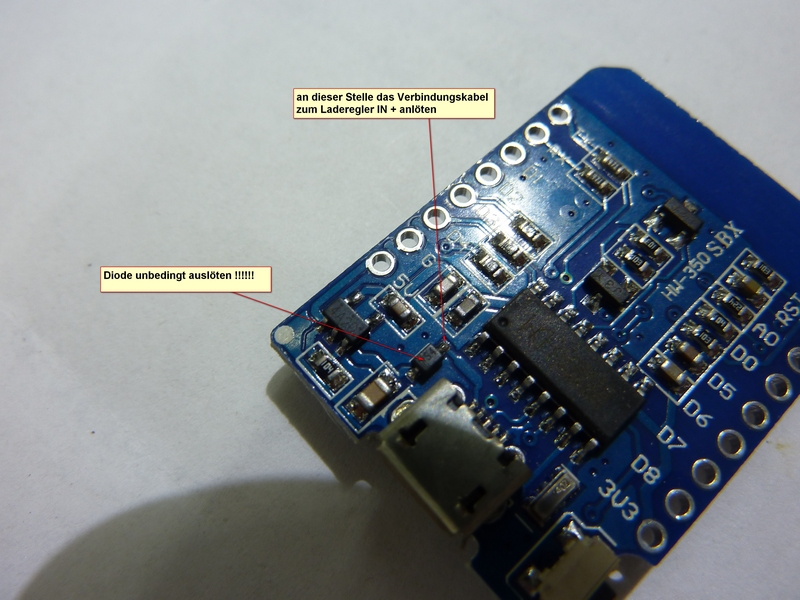 an dieser Stelle das Verbindungskabel
zum Laderegler IN + anlöten
Diode unbedingt auslöten !!!!!!
5V
G
RX
HW-350 SBX
RST
A0
D0
D5
D6
D7
D8
3V3